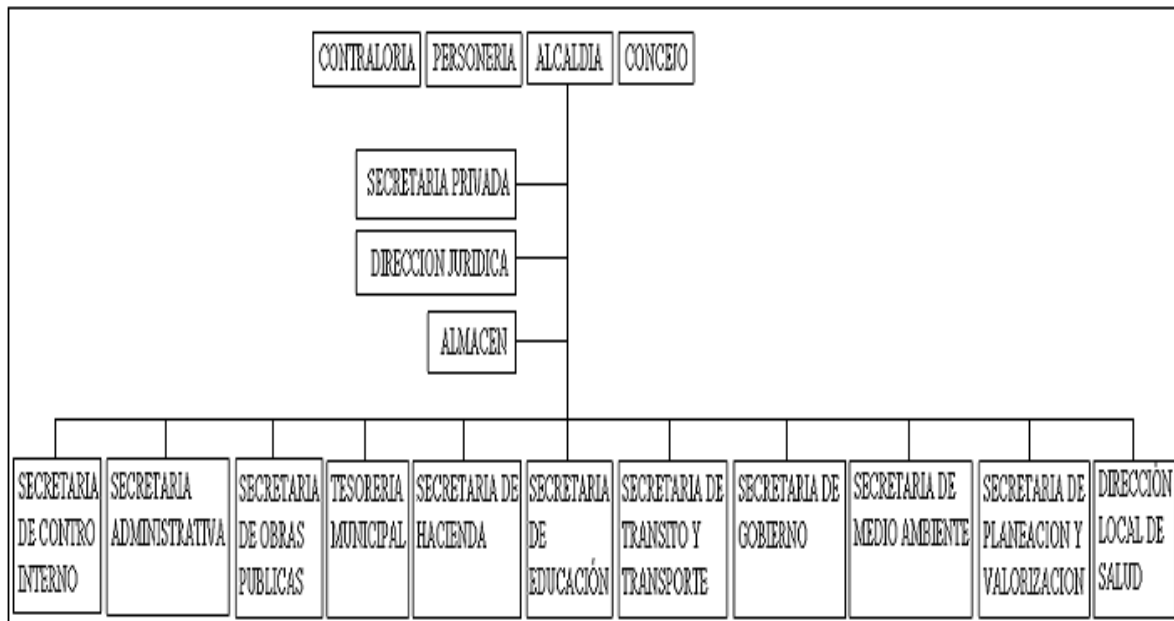 CONTRALORIA
PERSONERIA
ALCALDIA
CONCEJO
SECRETARIA PRIVADA
DIRECCION JURIDICA
ALMACEN
SECRETARIA
DE CONTRO
INTERNO
SECRETARIA
ADMINISTRATIVA
SECRETARIA
DE OBRAS
PUBLICAS
TESORERIA
MUNICIPAL
SECRETARIA DE
HACIENDA
SECRETARIA
DE
EDUCACIÓN
SECRETARIA DE
TRANSITO Y
TRANSPORTE
SECRETARIA DE
GOBIERNO
SECRETARIA DE
MEDIO AMBIENTE
SECRETARIA DE
PLANEACION Y
VALORIZACION
DIRECCIÓN
LOCAL DE
SALUD